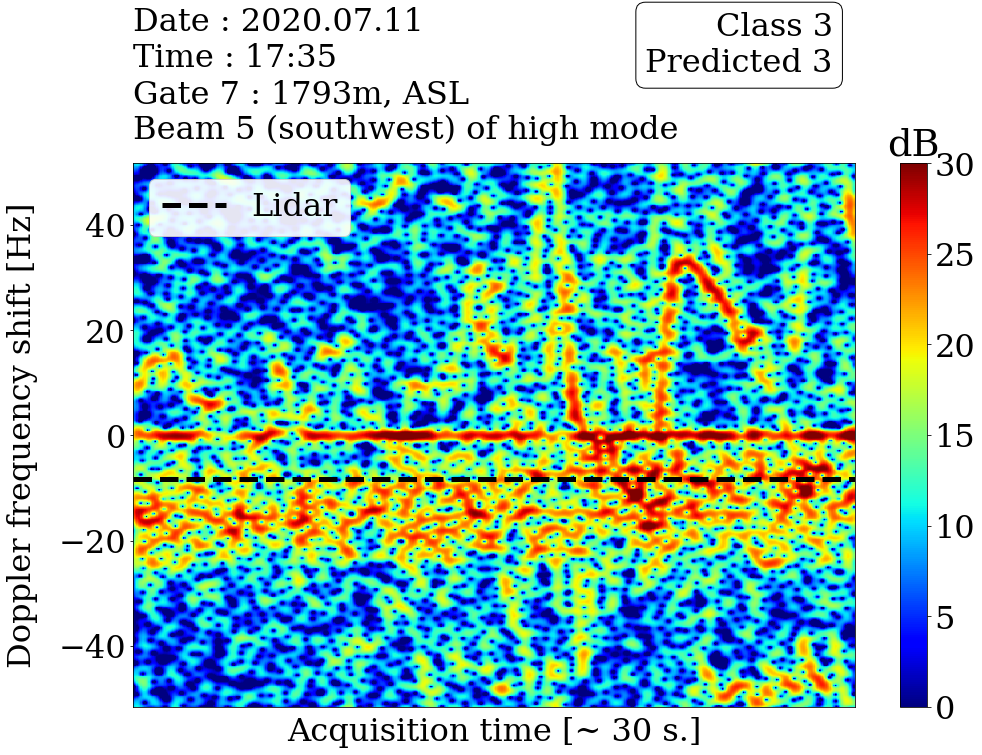 Date : 2020.07.11
Time : 17:35
Gate 7 : 1793m, ASL
Beam 5 (southwest) of high mode
Class 3
Predicted 3
dB
Lidar
Doppler frequency shift [Hz]
40
20
0
−20
−40
30
25
20
15
10
5
0
Acquisition time [~ 30 s.]